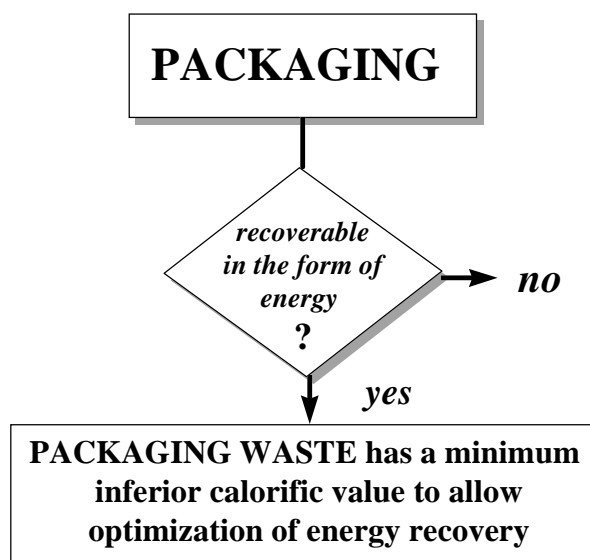 PACKAGING
recoverable
in the form of
energy
?
no
yes
PACKAGING WASTE has a minimum
inferior calorific value to allow
optimization of energy recovery